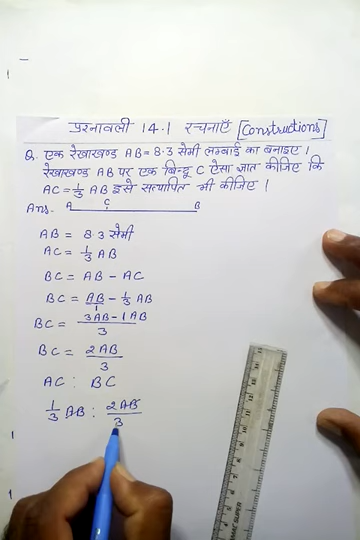 प्रश्नावली 14.1 रचनाएँ [Constructions]
Q. एक रेखाखण्ड AB = 8.3 सेमी लम्बाई का बनाइए।
रेखाखण्ड AB पर एक बिन्दू C ऐसा ज्ञात कीजिए कि
AC = 1/3 AB इसे सत्यापित भी कीजिए।
Ans. A C B
AB = 8.3 सेमी
AC = 1/3 AB
BC = AB - AC
BC = AB/1 - 1/3 AB
BC = 3AB - 1AB/3
BC = 2AB/3
AC : BC
1/3 AB : 2AB/3